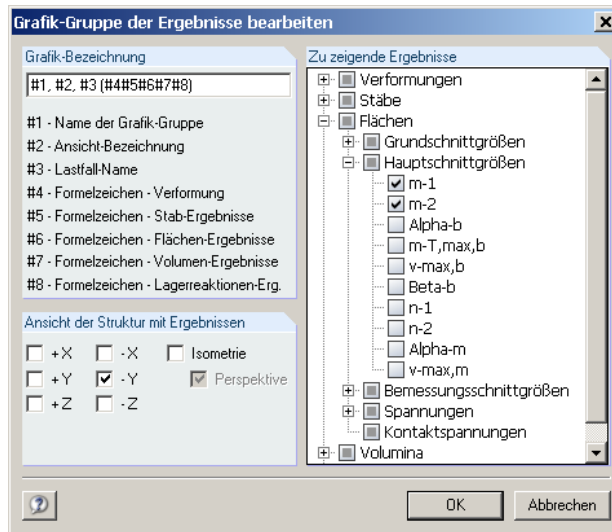 Grafik-Gruppe der Ergebnisse bearbeiten
Grafik-Bezeichnung
#1, #2, #3 (#4#5#6#7#8)
#1 - Name der Grafik-Gruppe
#2 - Ansicht-Bezeichnung
#3 - Lastfall-Name
#4 - Formelzeichen - Verformung
#5 - Formelzeichen - Stab-Ergebnisse
#6 - Formelzeichen - Flächen-Ergebnisse
#7 - Formelzeichen - Volumen-Ergebnisse
#8 - Formelzeichen - Lagerreaktionen-Erg.
Ansicht der Struktur mit Ergebnissen
+X -X Isometrie
+Y -Y Perspektive
+Z -Z
Zu zeigende Ergebnisse
Verformungen
Stäbe
Flächen
Grundschnittgrößen
Hauptschnittgrößen
m-1
m-2
Alpha-b
m-T,max,b
v-max,b
Beta-b
n-1
n-2
Alpha-m
v-max,m
Bemessungsschnittgrößen
Spannungen
Kontaktspannungen
Volumina
OK Abbrechen